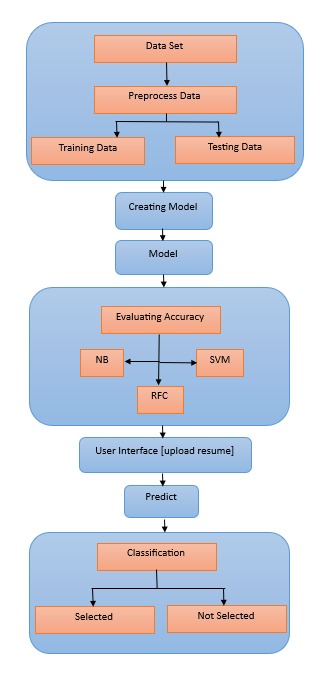 Data Set
Preprocess Data
Training Data
Testing Data
Creating Model
Model
Evaluating Accuracy
NB
SVM
RFC
User Interface [upload resume]
Predict
Classification
Selected
Not Selected